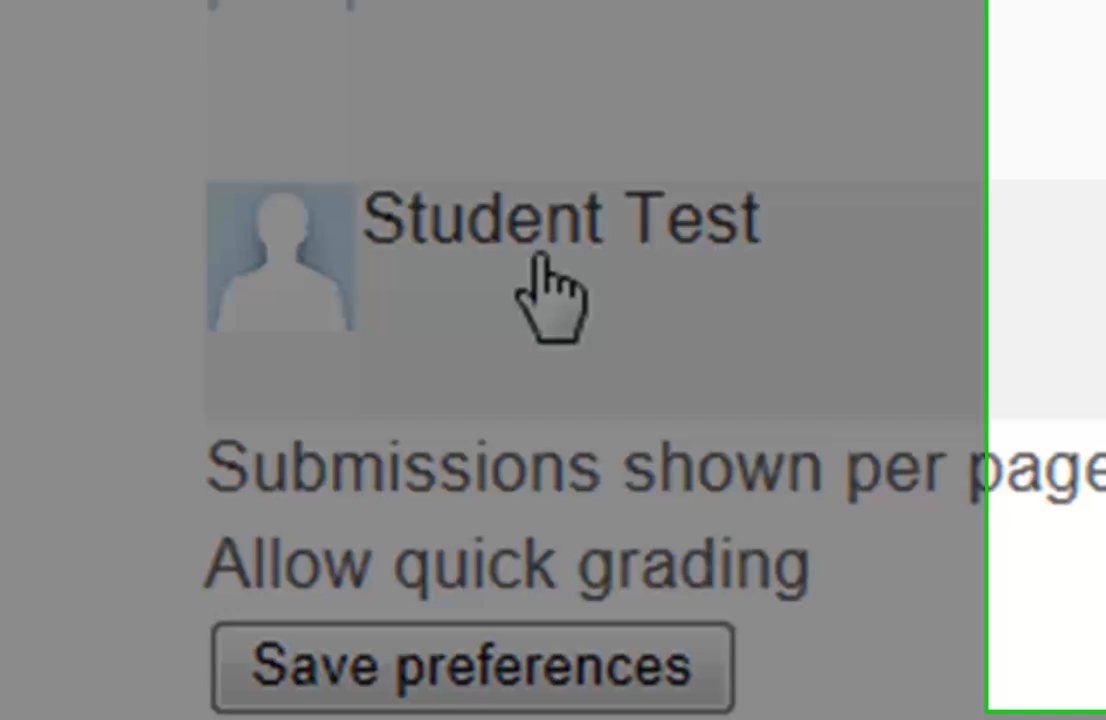 Student Test
Submissions shown per page
Allow quick grading
Save preferences